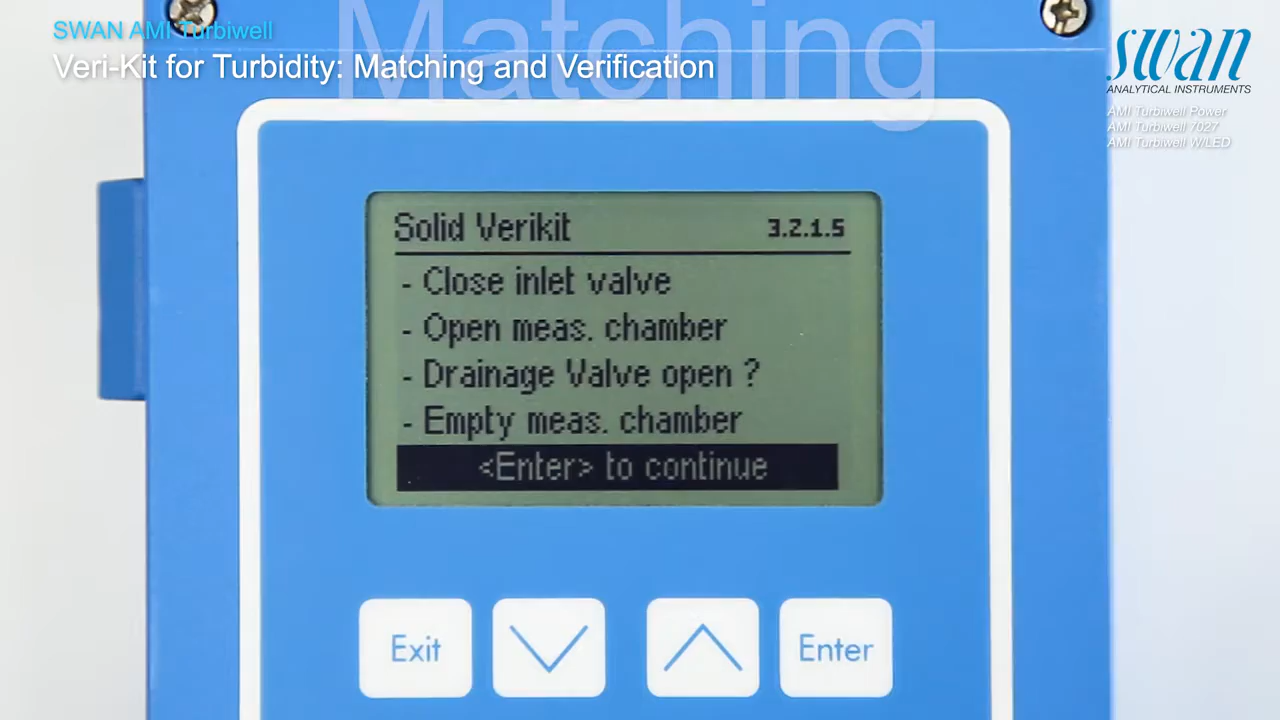 Matching
SWAN AMI Turbiwell
Veri-Kit for Turbidity: Matching and Verification
swan
ANALYTICAL INSTRUMENTS
AMI Turbiwell Power
AMI Turbiwell 7027
AMI Turbiwell W/LED
Solid Verikit 3.2.1.5
- Close inlet valve
- Open meas. chamber
- Drainage Valve open ?
- Empty meas. chamber
<Enter> to continue
Exit
Enter